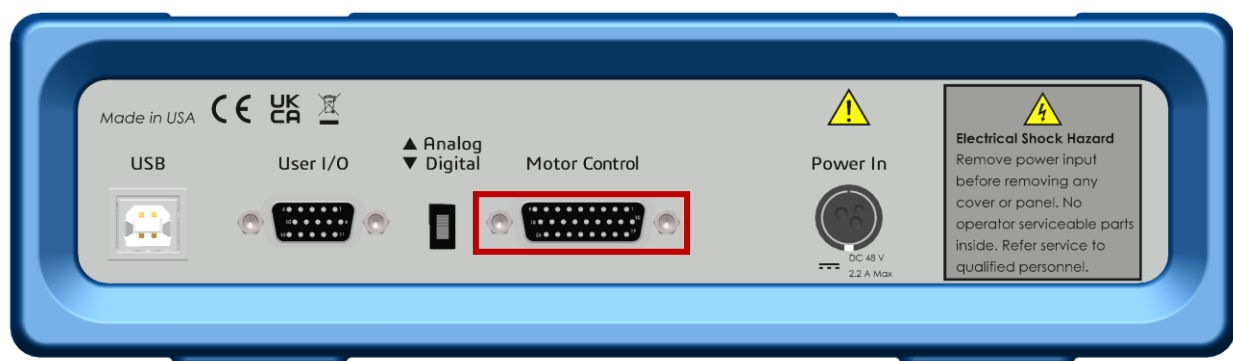 Made in USA
CE
UK
CA
USB
User I/O
▲ Analog
▼ Digital
Motor Control
Power In
DC 48 V
2.2 A Max
Electrical Shock Hazard
Remove power input
before removing any
cover or panel. No
operator serviceable parts
inside. Refer service to
qualified personnel.